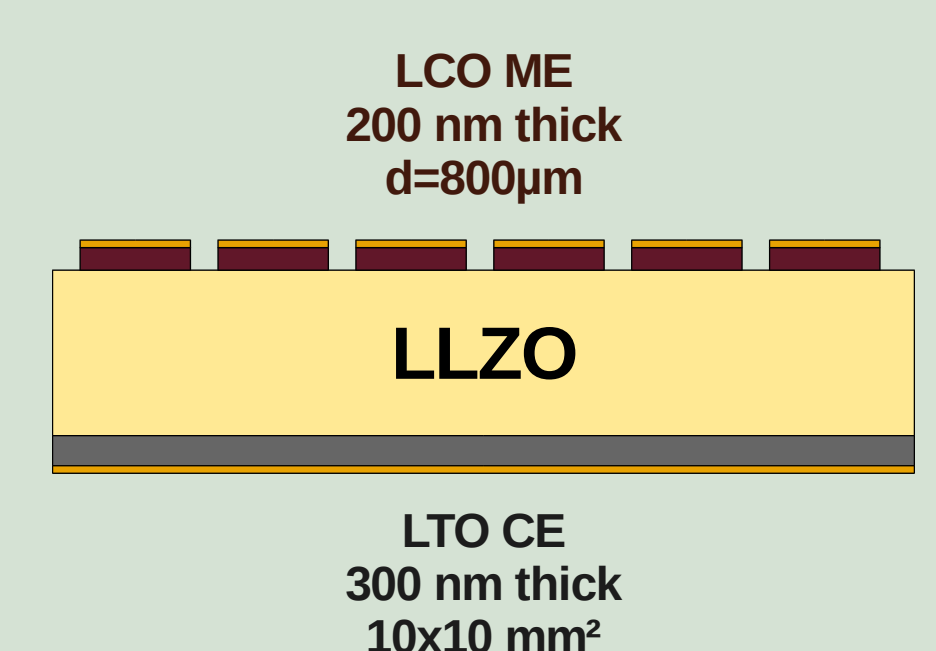 LCO ME
200 nm thick
d=800µm
LLZO
LTO CE
300 nm thick
10x10 mm²